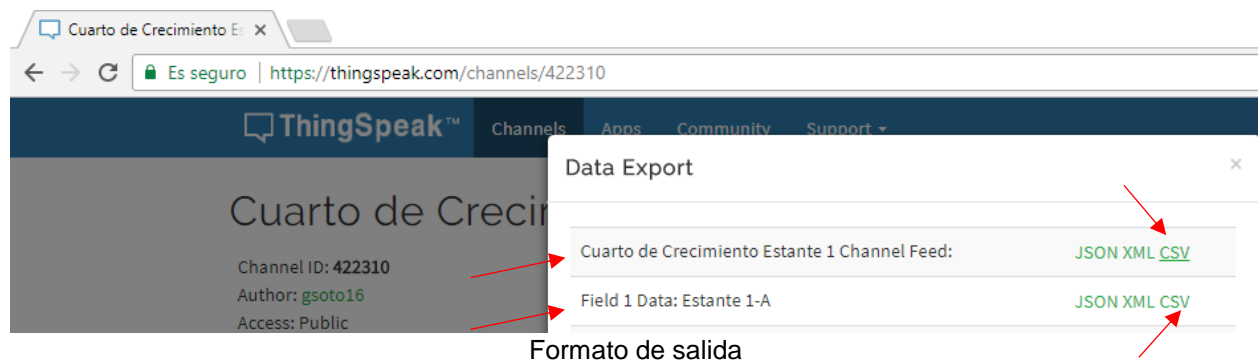 Cuarto de Crecimiento Es
Es seguro | https://thingspeak.com/channels/422310
ThingSpeak™ Channels Apps Community Support
Data Export
Cuarto de Crecim
Cuarto de Crecimiento Estante 1 Channel Feed: JSON XML CSV
Channel ID: 422310
Author: gsoto16
Field 1 Data: Estante 1-A JSON XML CSV
Access: Public
Formato de salida